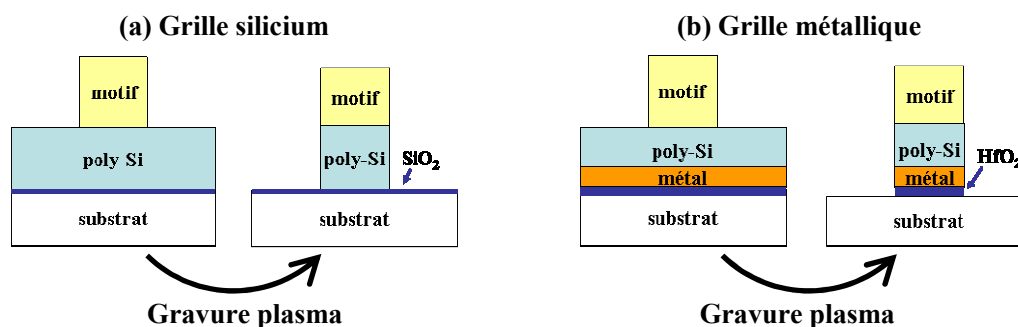 (a) Grille silicium
motif
poly Si
substrat
motif
poly-Si
SiO₂
substrat
Gravure plasma
(b) Grille métallique
motif
poly-Si
métal
substrat
motif
poly-Si
métal
HfO₂
substrat
Gravure plasma